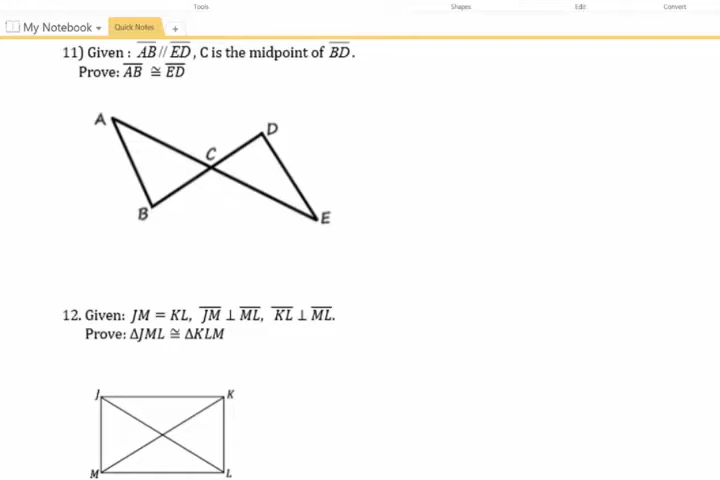 Tools Shapes Edit Convert
My Notebook Quick Notes +
11) Given : AB // ED , C is the midpoint of BD .
Prove: AB ≅ ED
A
D
C
B
E
12. Given: JM = KL, JM ⊥ ML, KL ⊥ ML.
Prove: ΔJML ≅ ΔKLM
J K
M L